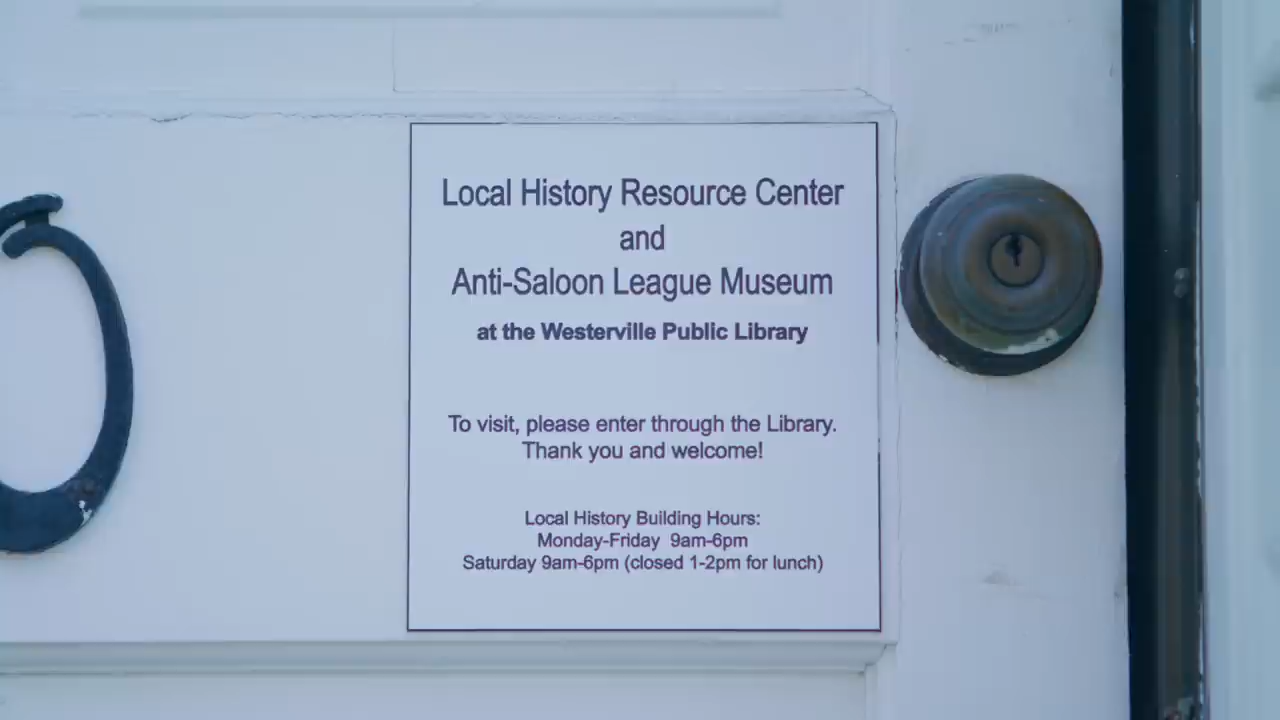 Local History Resource Center
and
Anti-Saloon League Museum
at the Westerville Public Library
To visit, please enter through the Library.
Thank you and welcome!
Local History Building Hours:
Monday-Friday  9am-6pm
Saturday 9am-6pm (closed 1-2pm for lunch)